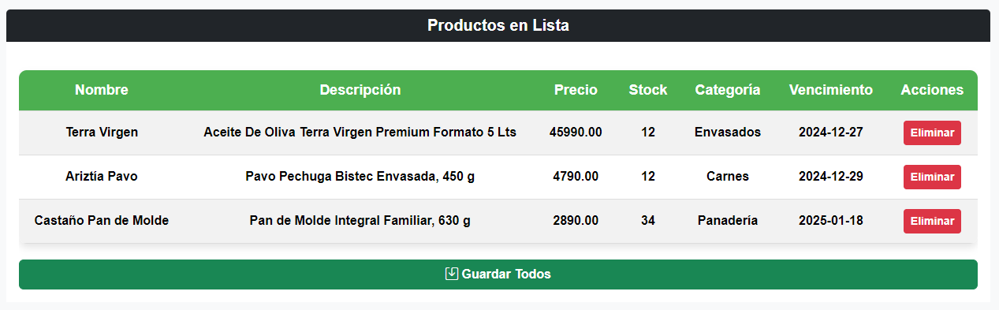 Productos en Lista
Nombre Descripción Precio Stock Categoría Vencimiento Acciones
Terra Virgen Aceite De Oliva Terra Virgen Premium Formato 5 Lts 45990.00 12 Envasados 2024-12-27 Eliminar
Ariztía Pavo Pavo Pechuga Bistec Envasada, 450 g 4790.00 12 Carnes 2024-12-29 Eliminar
Castaño Pan de Molde Pan de Molde Integral Familiar, 630 g 2890.00 34 Panadería 2025-01-18 Eliminar
Guardar Todos